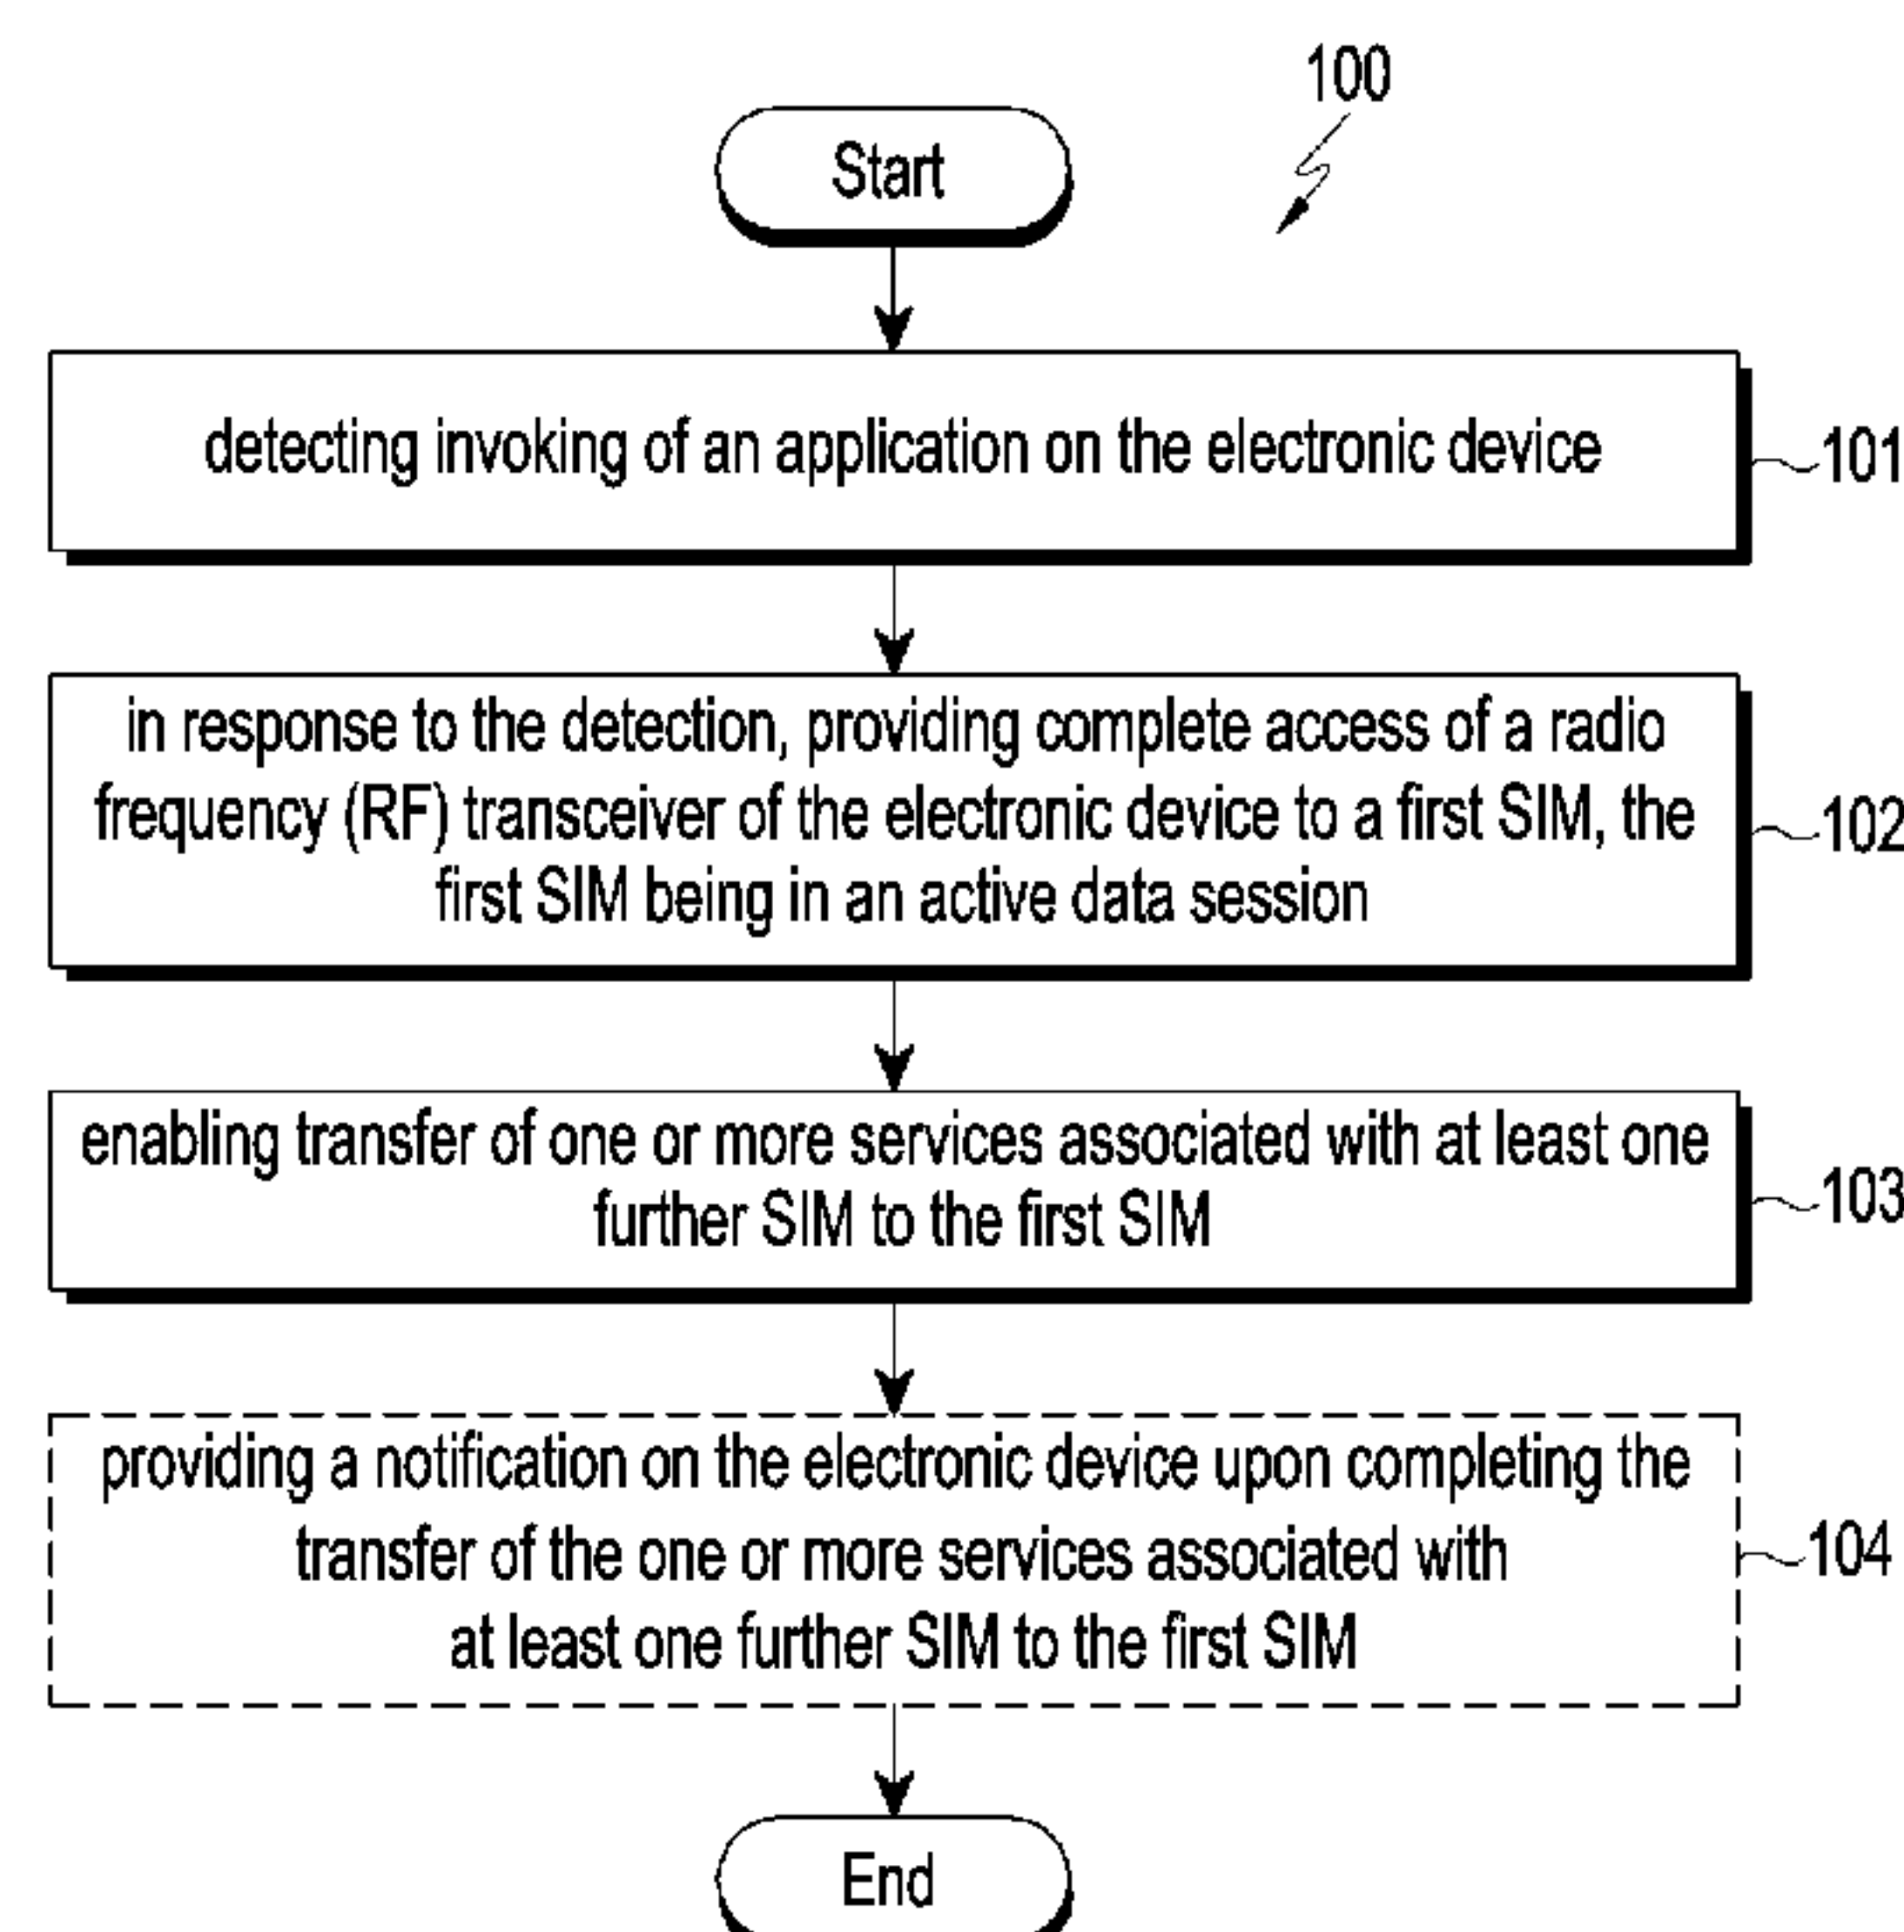 100
Start
detecting invoking of an application on the electronic device
101
in response to the detection, providing complete access of a radio
frequency (RF) transceiver of the electronic device to a first SIM, the
first SIM being in an active data session
102
enabling transfer of one or more services associated with at least one
further SIM to the first SIM
103
providing a notification on the electronic device upon completing the
transfer of the one or more services associated with
at least one further SIM to the first SIM
104
End